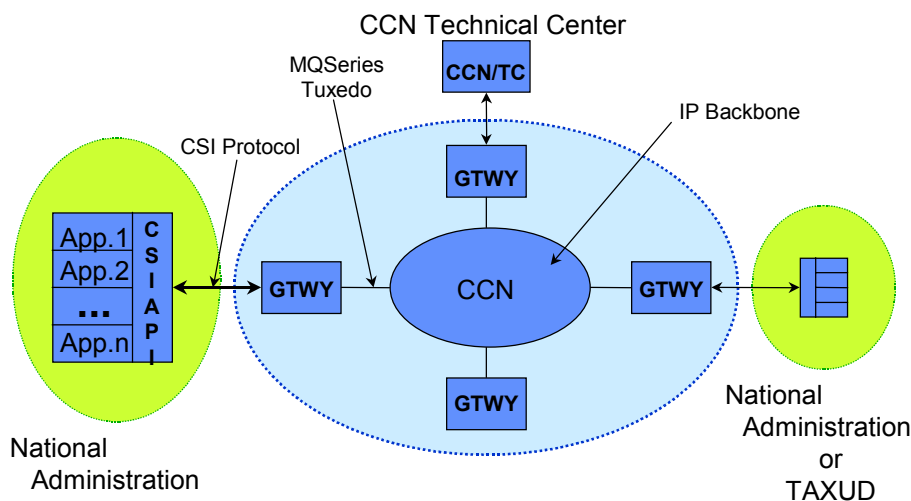 CCN Technical Center
CCN/TC
MQSeries
Tuxedo
IP Backbone
CSI Protocol
GTWY
App.1
App.2
...
App.n
C
S
I
A
P
I
GTWY
CCN
GTWY
GTWY
National
Administration
National
Administration
or
TAXUD